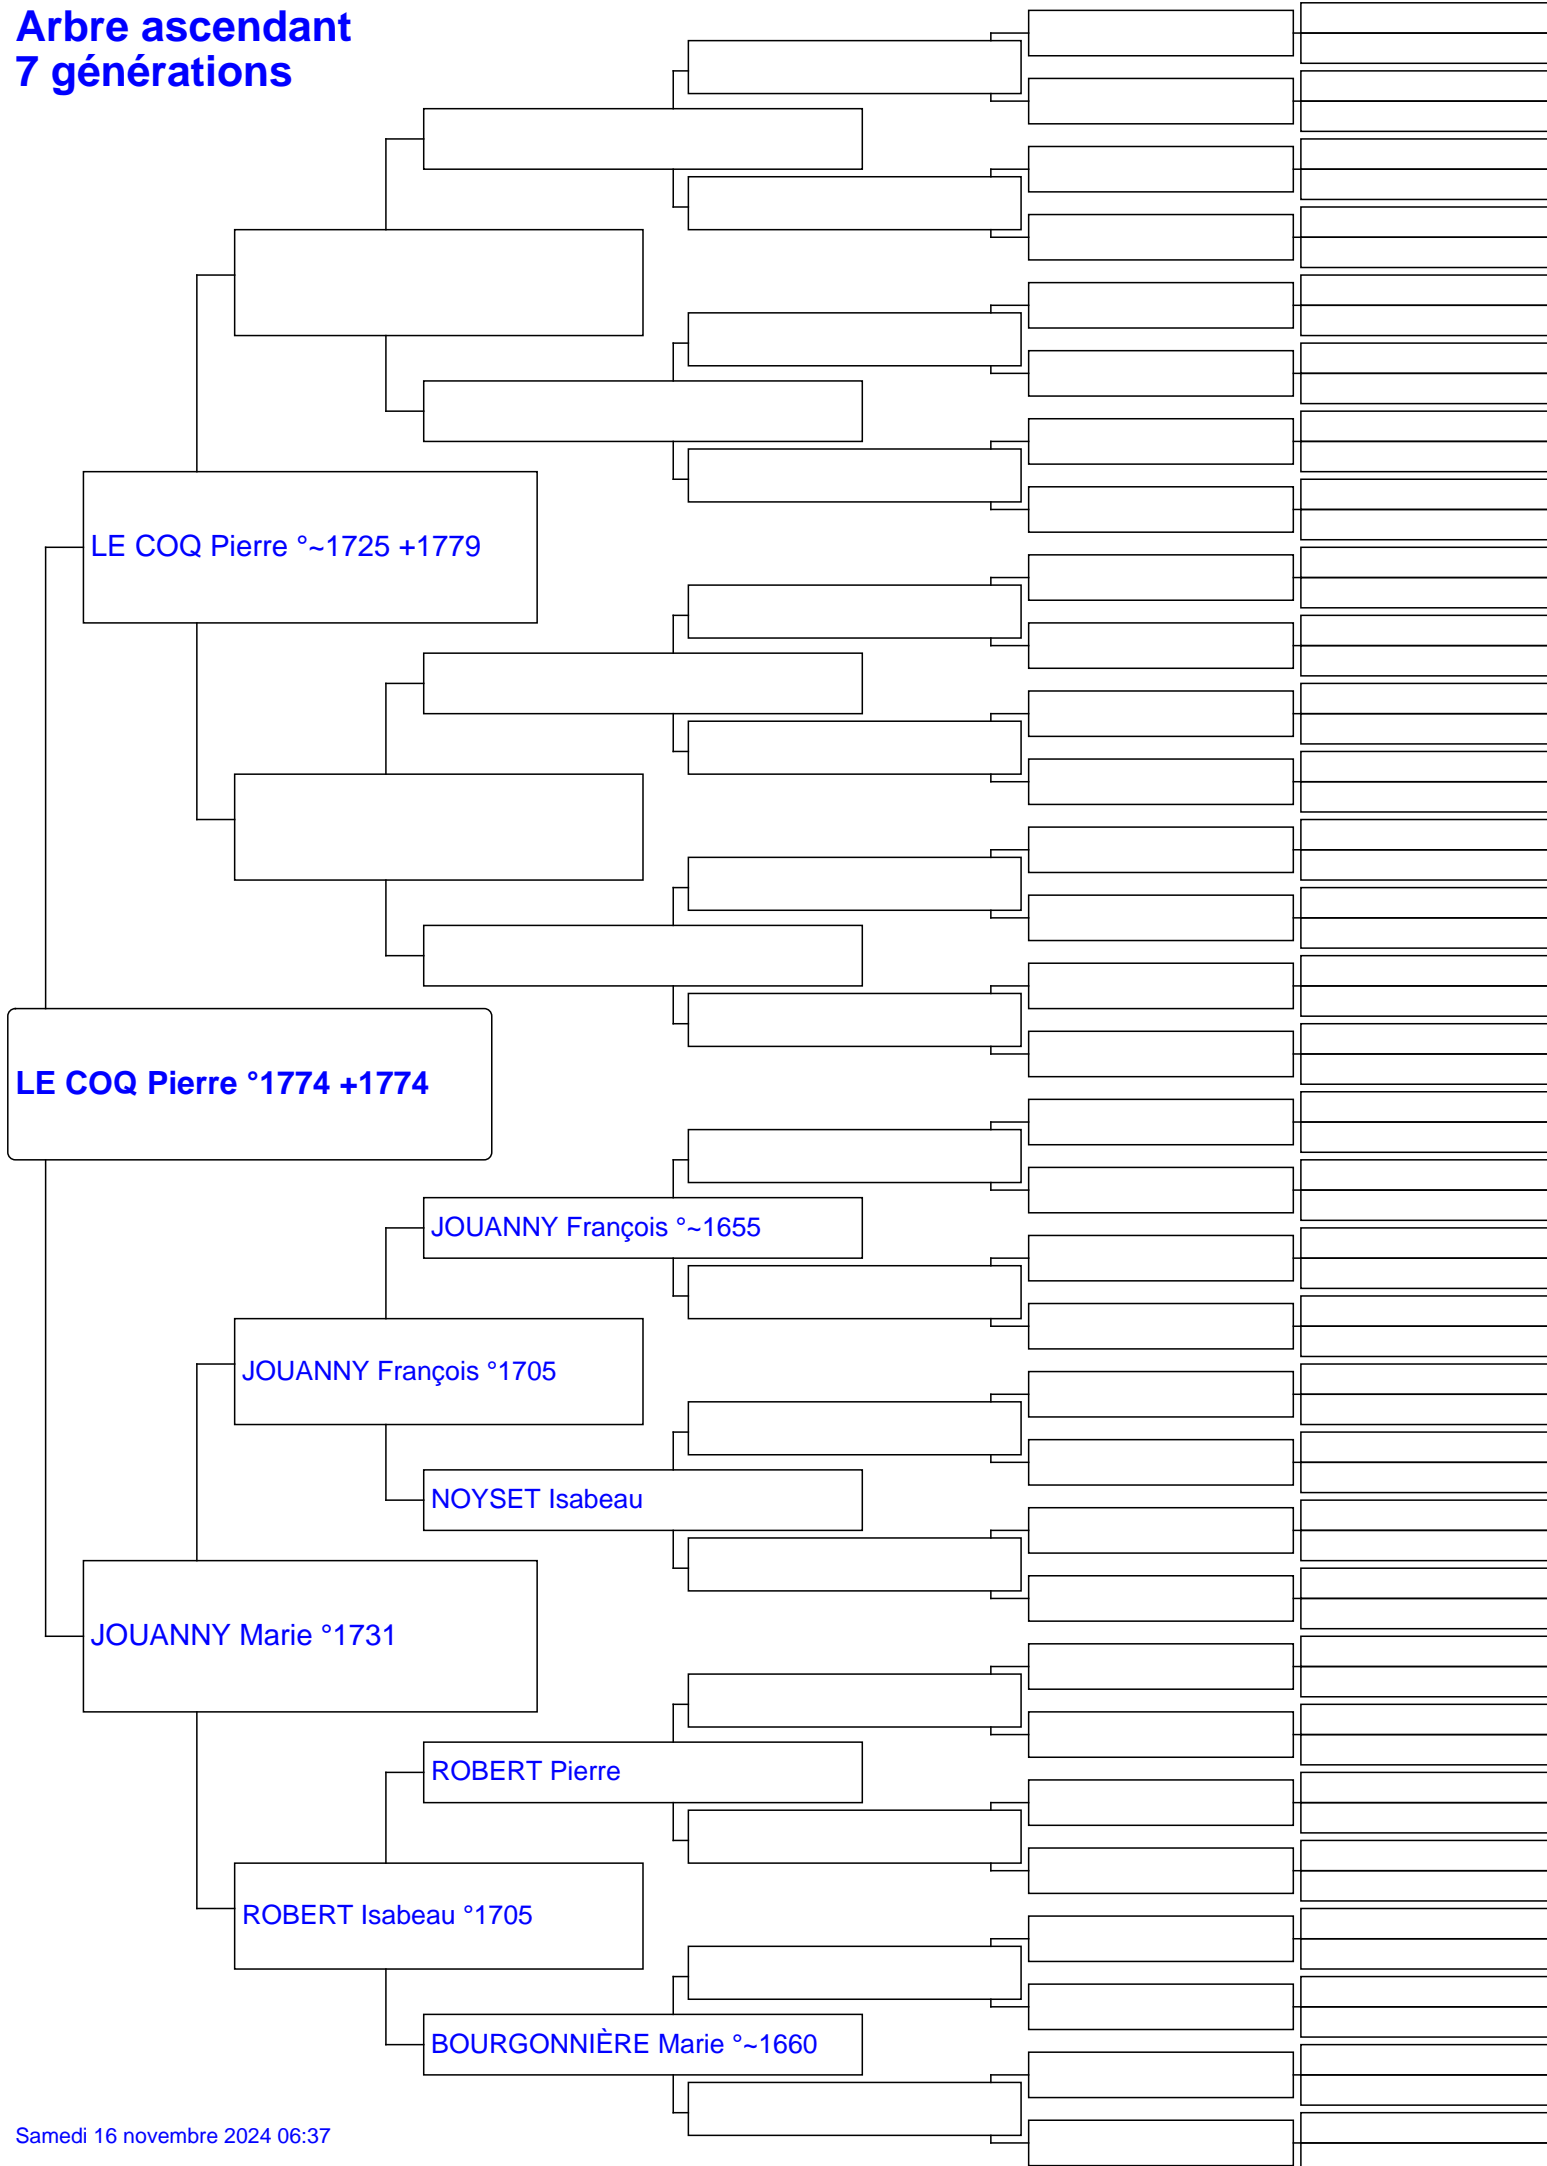 Arbre ascendant
7 générations
LE COQ Pierre °~1725 +1779
LE COQ Pierre °1774 +1774
JOUANNY François °~1655
JOUANNY François °1705
NOYSET Isabeau
JOUANNY Marie °1731
ROBERT Pierre
ROBERT Isabeau °1705
BOURGONNIÈRE Marie °~1660
Samedi 16 novembre 2024 06:37